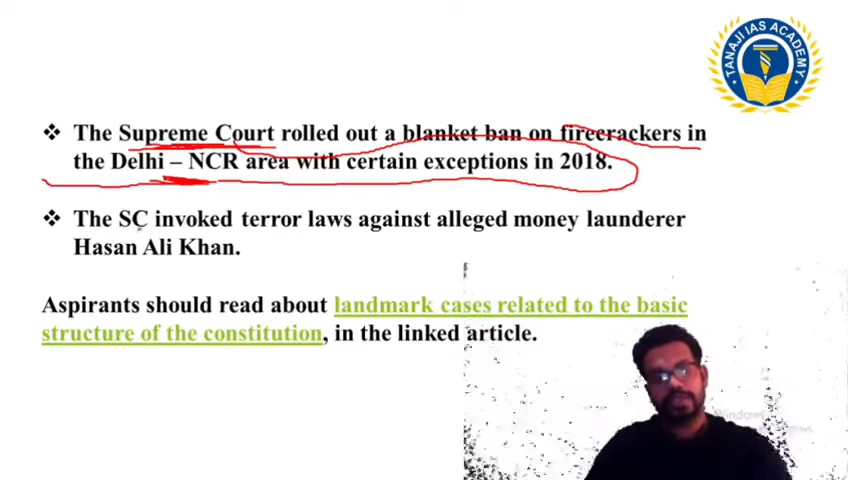 TANAJI IAS ACADEMY
❖ The Supreme Court rolled out a blanket ban on firecrackers in
the Delhi – NCR area with certain exceptions in 2018.
❖ The SC invoked terror laws against alleged money launderer
Hasan Ali Khan.
Aspirants should read about landmark cases related to the basic
structure of the constitution, in the linked article.
Windows